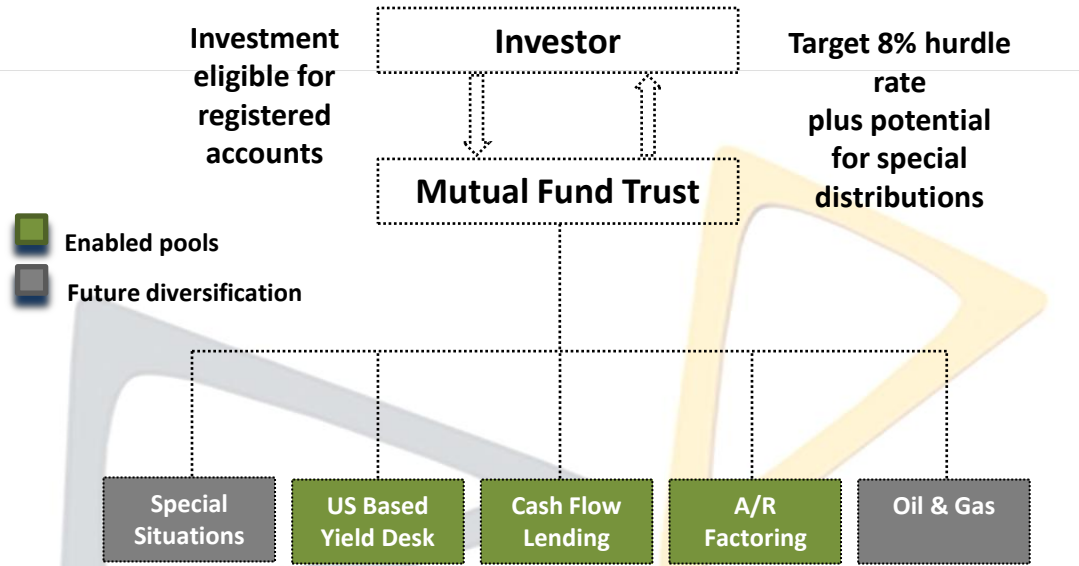 Investment
eligible for
registered
accounts
Investor
Target 8% hurdle
rate
plus potential
for special
distributions
Mutual Fund Trust
Enabled pools
Future diversification
Special
Situations
US Based
Yield Desk
Cash Flow
Lending
A/R
Factoring
Oil & Gas